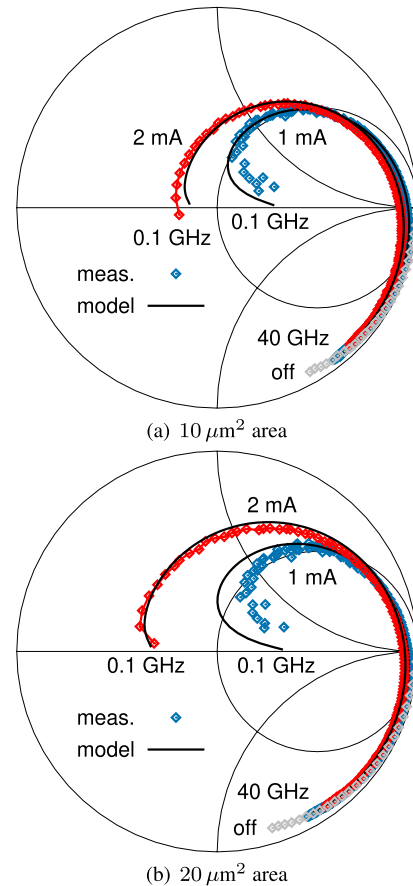 2 mA
1 mA
0.1 GHz
0.1 GHz
meas.
model
40 GHz
off
(a) 10 μm² area
2 mA
1 mA
0.1 GHz
0.1 GHz
meas.
model
40 GHz
off
(b) 20 μm² area